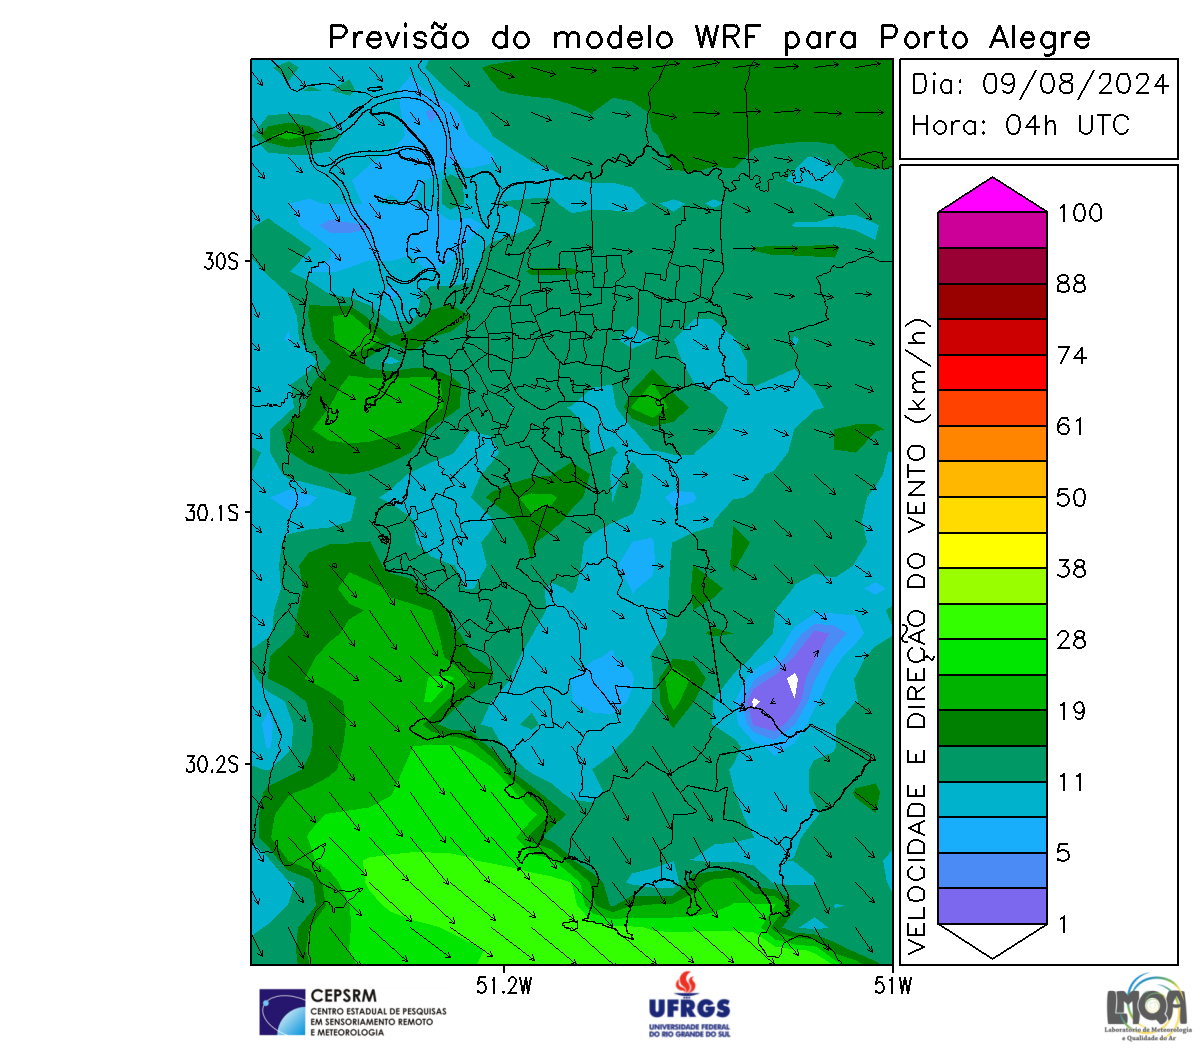 Previsão do modelo WRF para Porto Alegre
Dia: 09/08/2024
Hora: 04h UTC
30S
30.1S
30.2S
51.2W
51W
VELOCIDADE E DIREÇÃO DO VENTO (km/h)
100
88
74
61
50
38
28
19
11
5
1
CEPSRM
CENTRO ESTADUAL DE PESQUISAS
EM SENSORIAMENTO REMOTO
E METEOROLOGIA
UFRGS
UNIVERSIDADE FEDERAL
DO RIO GRANDE DO SUL
LMQA
Laboratório de Meteorologia
e Qualidade do Ar